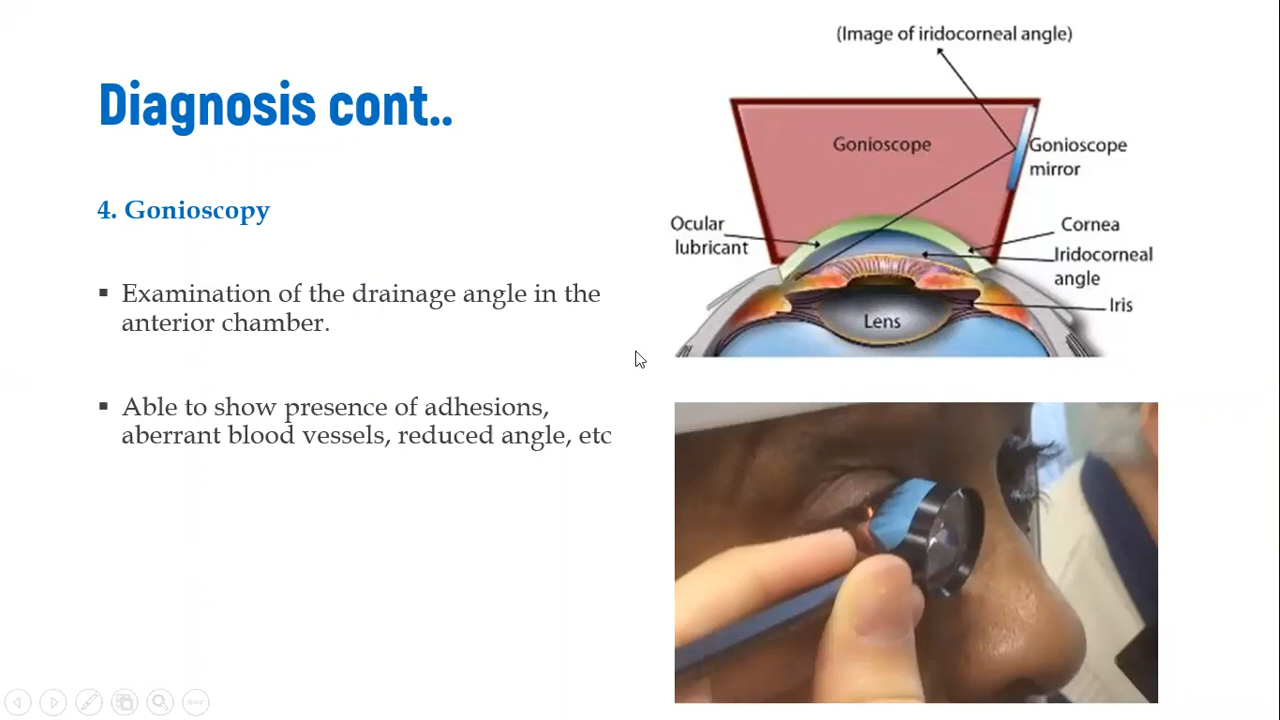 Diagnosis cont..
4. Gonioscopy
▪ Examination of the drainage angle in the
anterior chamber.
▪ Able to show presence of adhesions,
aberrant blood vessels, reduced angle, etc
(Image of iridocorneal angle)
Gonioscope
Gonioscope
mirror
Ocular
lubricant
Cornea
Iridocorneal
angle
Iris
Lens